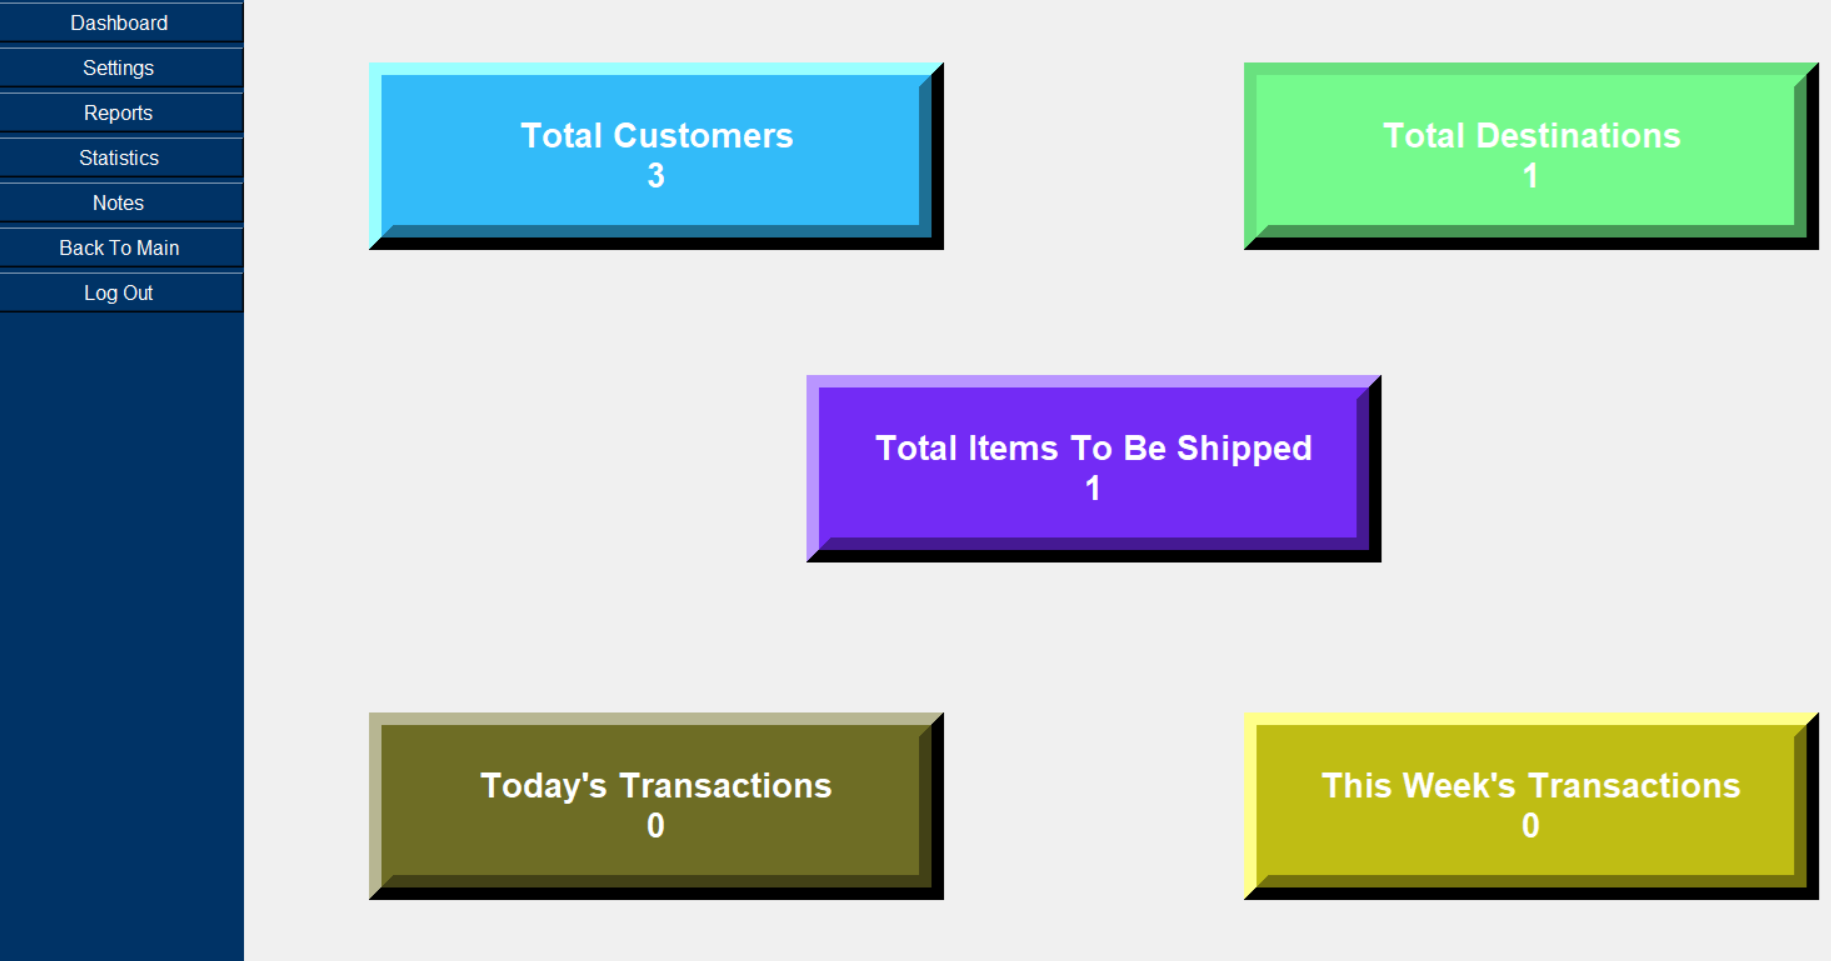 Dashboard
Settings
Reports
Statistics
Notes
Back To Main
Log Out
Total Customers
3
Total Destinations
1
Total Items To Be Shipped
1
Today's Transactions
0
This Week's Transactions
0